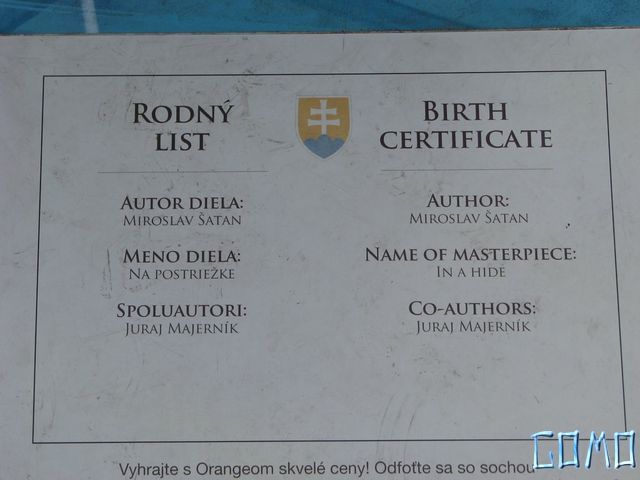 RODNÝ
LIST
AUTOR DIELA:
MIROSLAV ŠATAN
MENO DIELA:
NA POSTRIEŽKE
SPOLUAUTORI:
JURAJ MAJERNÍK
BIRTH
CERTIFICATE
AUTHOR:
MIROSLAV ŠATAN
NAME OF MASTERPIECE:
IN A HIDE
CO-AUTHORS:
JURAJ MAJERNÍK
Vyhrajte s Orangeom skvelé ceny! Odfoťte sa so sochou
COMO